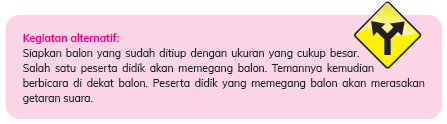 Kegiatan alternatif:
Siapkan balon yang sudah ditiup dengan ukuran yang cukup besar.
Salah satu peserta didik akan memegang balon. Temannya kemudian
berbicara di dekat balon. Peserta didik yang memegang balon akan merasakan
getaran suara.